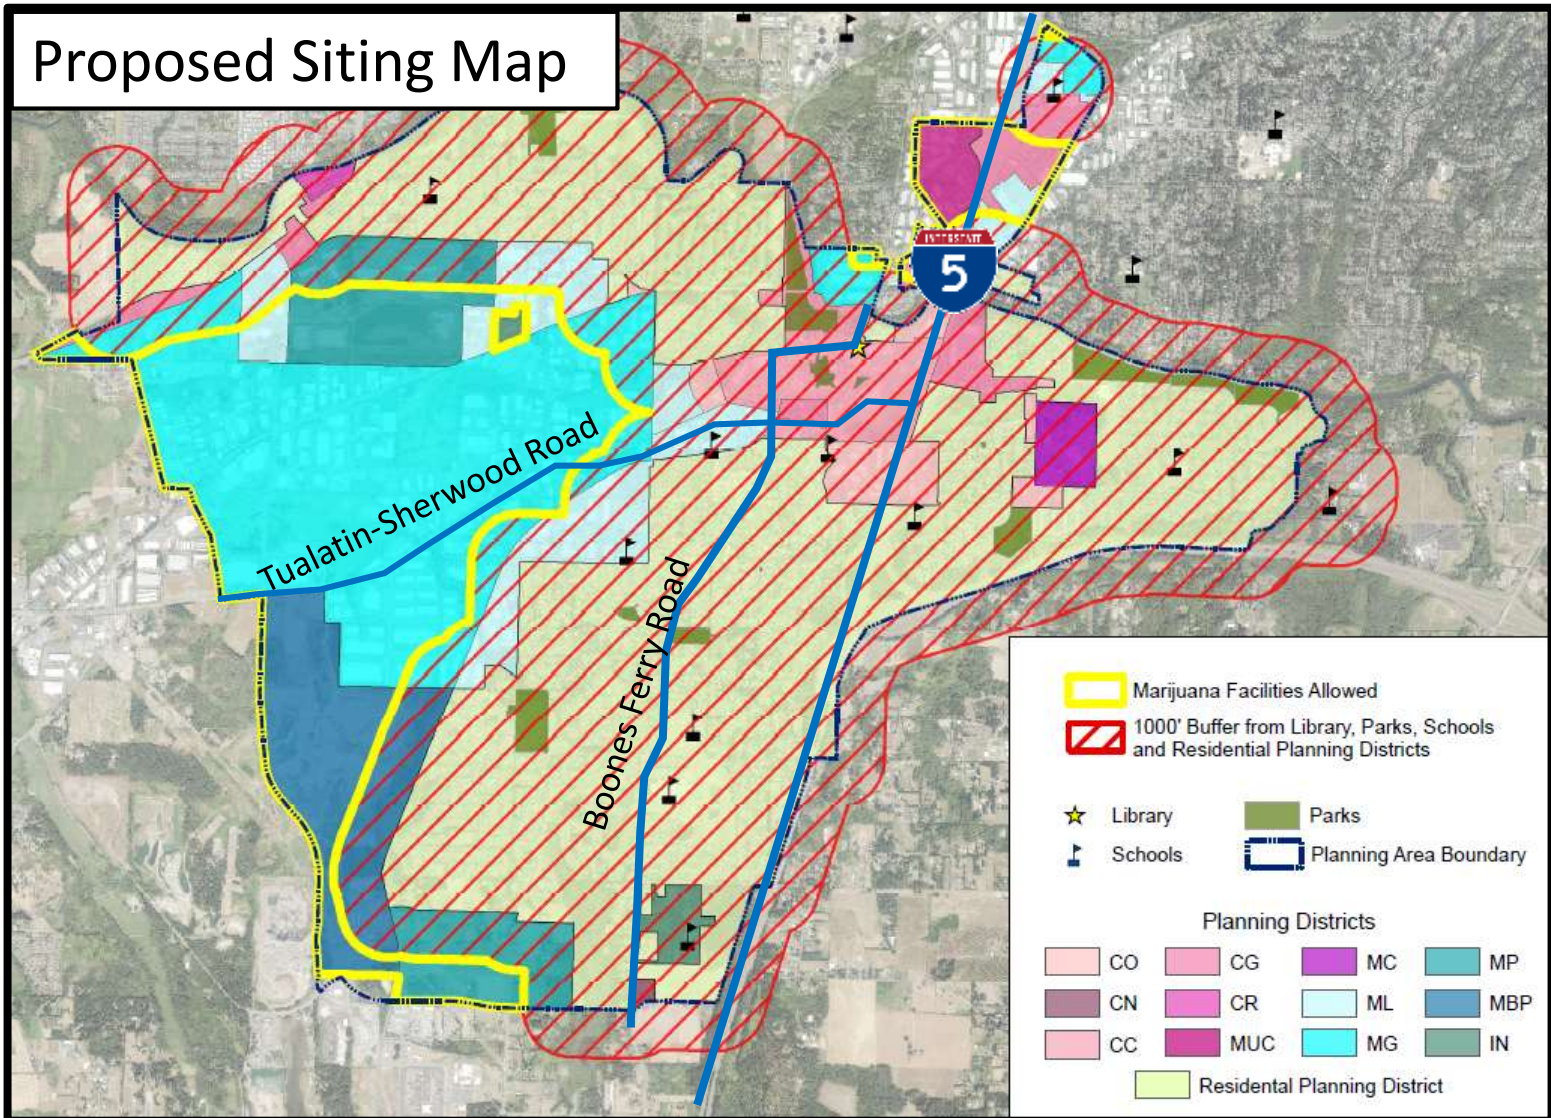 Proposed Siting Map
INTERSTATE
5
Tualatin-Sherwood Road
Boones Ferry Road
Marijuana Facilities Allowed
1000' Buffer from Library, Parks, Schools
and Residential Planning Districts
Library
Parks
Schools
Planning Area Boundary
Planning Districts
CO
CG
MC
MP
CN
CR
ML
MBP
CC
MUC
MG
IN
Residental Planning District